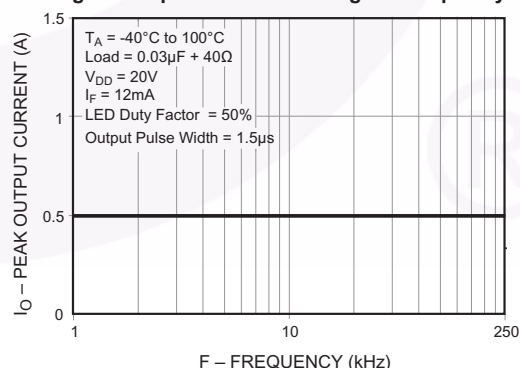 1.5
T_A = -40°C to 100°C
Load = 0.03µF + 40Ω
V_DD = 20V
I_F = 12mA
LED Duty Factor = 50%
Output Pulse Width = 1.5µs
1
0.5
0
1
10
250
I_O – PEAK OUTPUT CURRENT (A)
F – FREQUENCY (kHz)
®